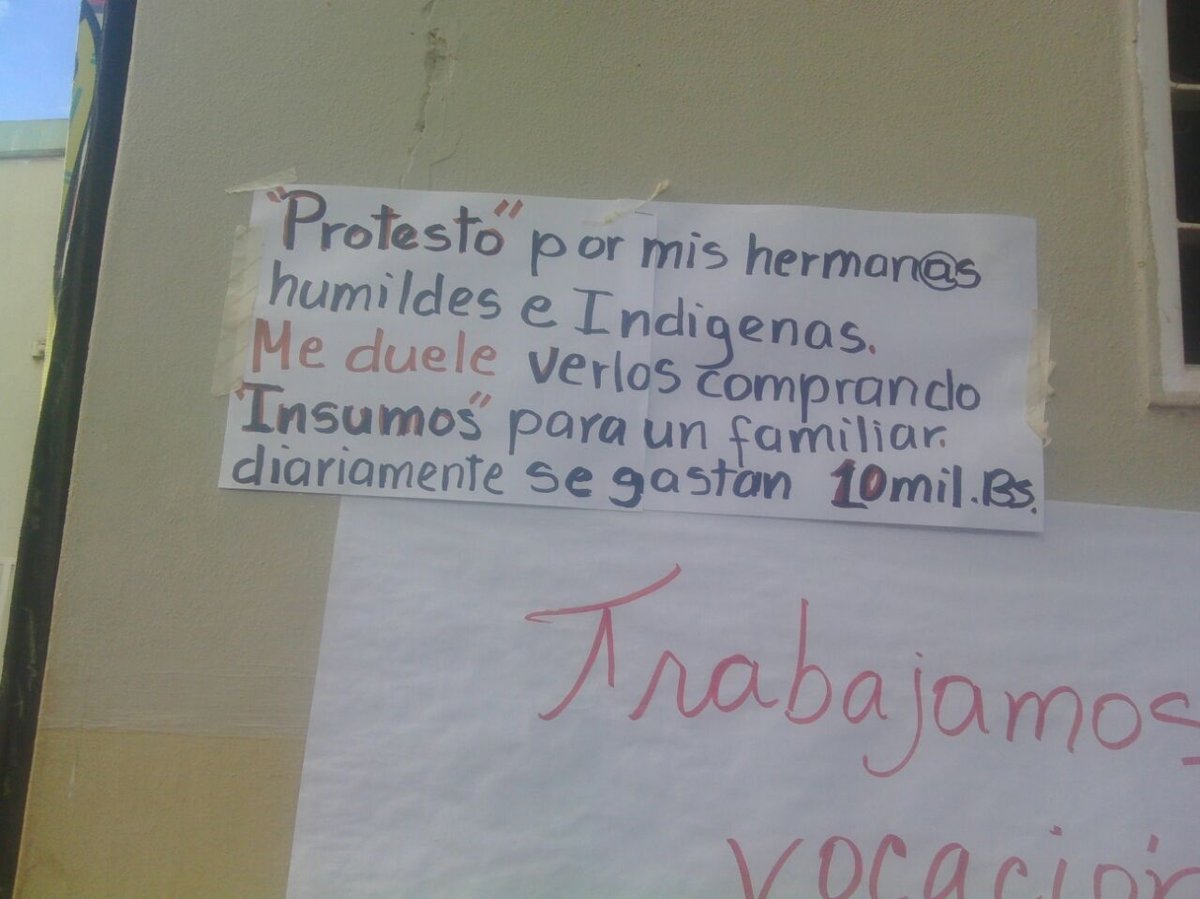 "Protesto" por mis herman@s
humildes e Indigenas.
Me duele verlos comprando
"Insumos" para un familiar.
diariamente se gastan 10mil.Bs.
Trabajamos
vocación